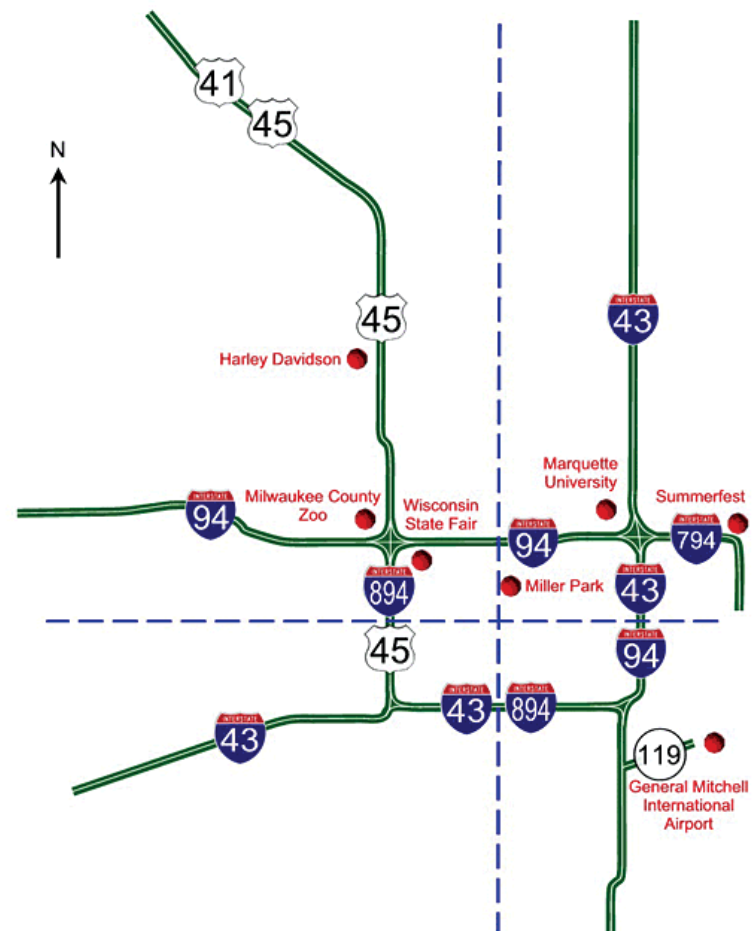 41
45
N
45
INTERSTATE
43
Harley Davidson
Marquette
University
Summerfest
Milwaukee County
Zoo
Wisconsin
State Fair
INTERSTATE
94
INTERSTATE
94
INTERSTATE
794
INTERSTATE
894
Miller Park
INTERSTATE
43
45
INTERSTATE
94
INTERSTATE
43
INTERSTATE
894
INTERSTATE
43
119
General Mitchell
International
Airport